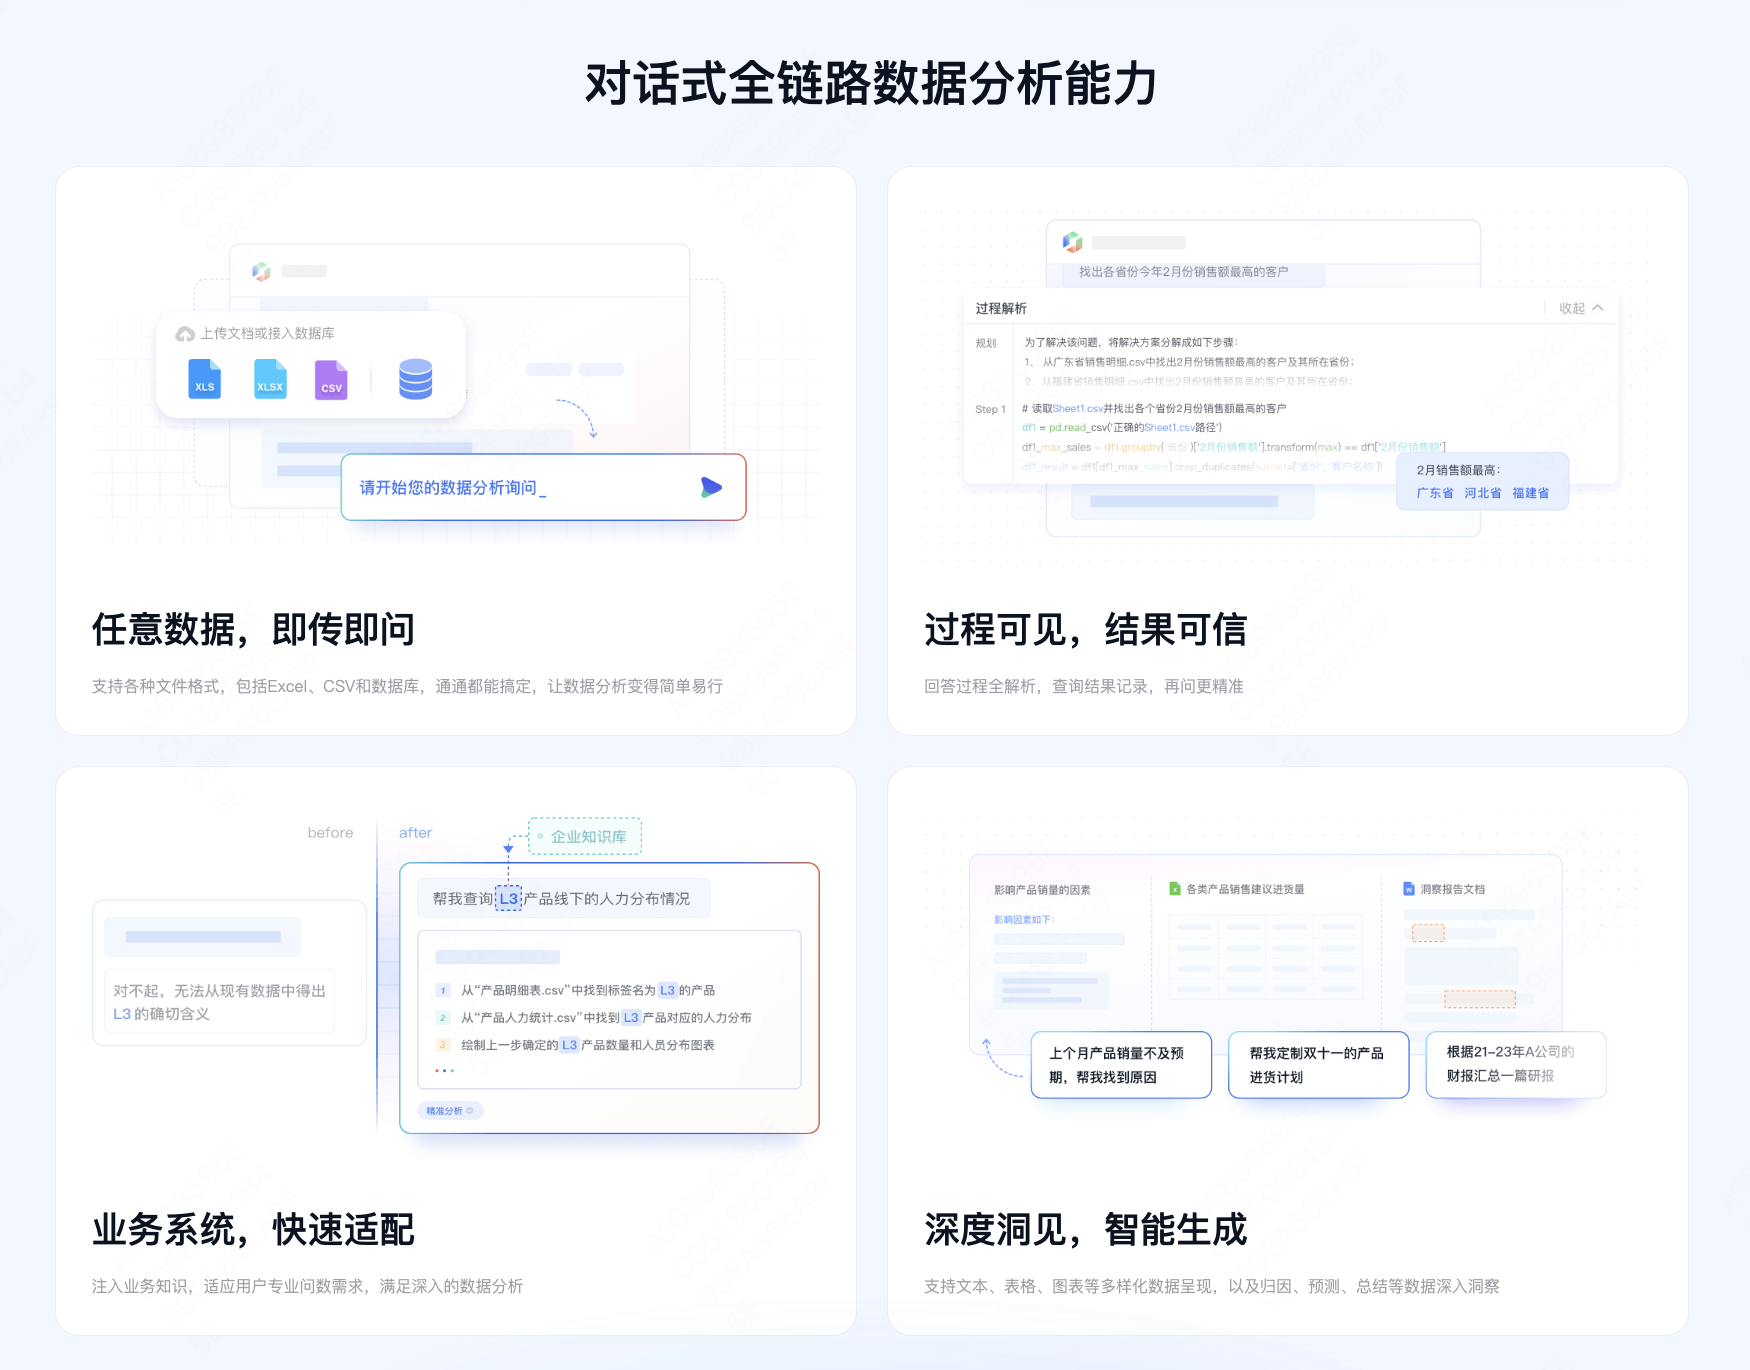 对话式全链路数据分析能力
上传文档或接入数据库
XLS
XLSX
CSV
请开始您的数据分析询问_
任意数据，即传即问
支持各种文件格式，包括Excel、CSV和数据库，通通都能搞定，让数据分析变得简单易行
找出各省份今年2月份销售额最高的客户
过程解析
收起
规划
为了解决该问题，将解决方案分解成如下步骤：
1、 从广东省销售明细.csv中找出2月份销售额最高的客户及其所在省份；
2、从福建省销售明细.csv中找出2月份销售额最高的客户及其所在省份；
Step 1
# 读取Sheet1.csv并找出各个省份2月份销售额最高的客户
df1 = pd.read_csv('正确的Sheet1.csv路径')
df1_max_sales = df1.groupby('省份')['2月份销售额'].transform(max) == df1['2月份销售额']
df1_result = df1[df1_max_sales].drop_duplicates(subset=['省份', '客户名称'])
2月销售额最高：
广东省 河北省 福建省
过程可见，结果可信
回答过程全解析，查询结果记录，再问更精准
before
after
企业知识库
对不起，无法从现有数据中得出
L3 的确切含义
帮我查询L3产品线下的人力分布情况
1 从“产品明细表.csv”中找到标签名为 L3 的产品
2 从“产品人力统计.csv”中找到 L3 产品对应的人力分布
3 绘制上一步确定的 L3 产品数量和人员分布图表
精准分析
业务系统，快速适配
注入业务知识，适应用户专业问数需求，满足深入的数据分析
影响产品销量的因素
影响因素如下：
各类产品销售建议进货量
洞察报告文档
上个月产品销量不及预
期，帮我找到原因
帮我定制双十一的产品
进货计划
根据21-23年A公司的
财报汇总一篇研报
深度洞见，智能生成
支持文本、表格、图表等多样化数据呈现，以及归因、预测、总结等数据深入洞察